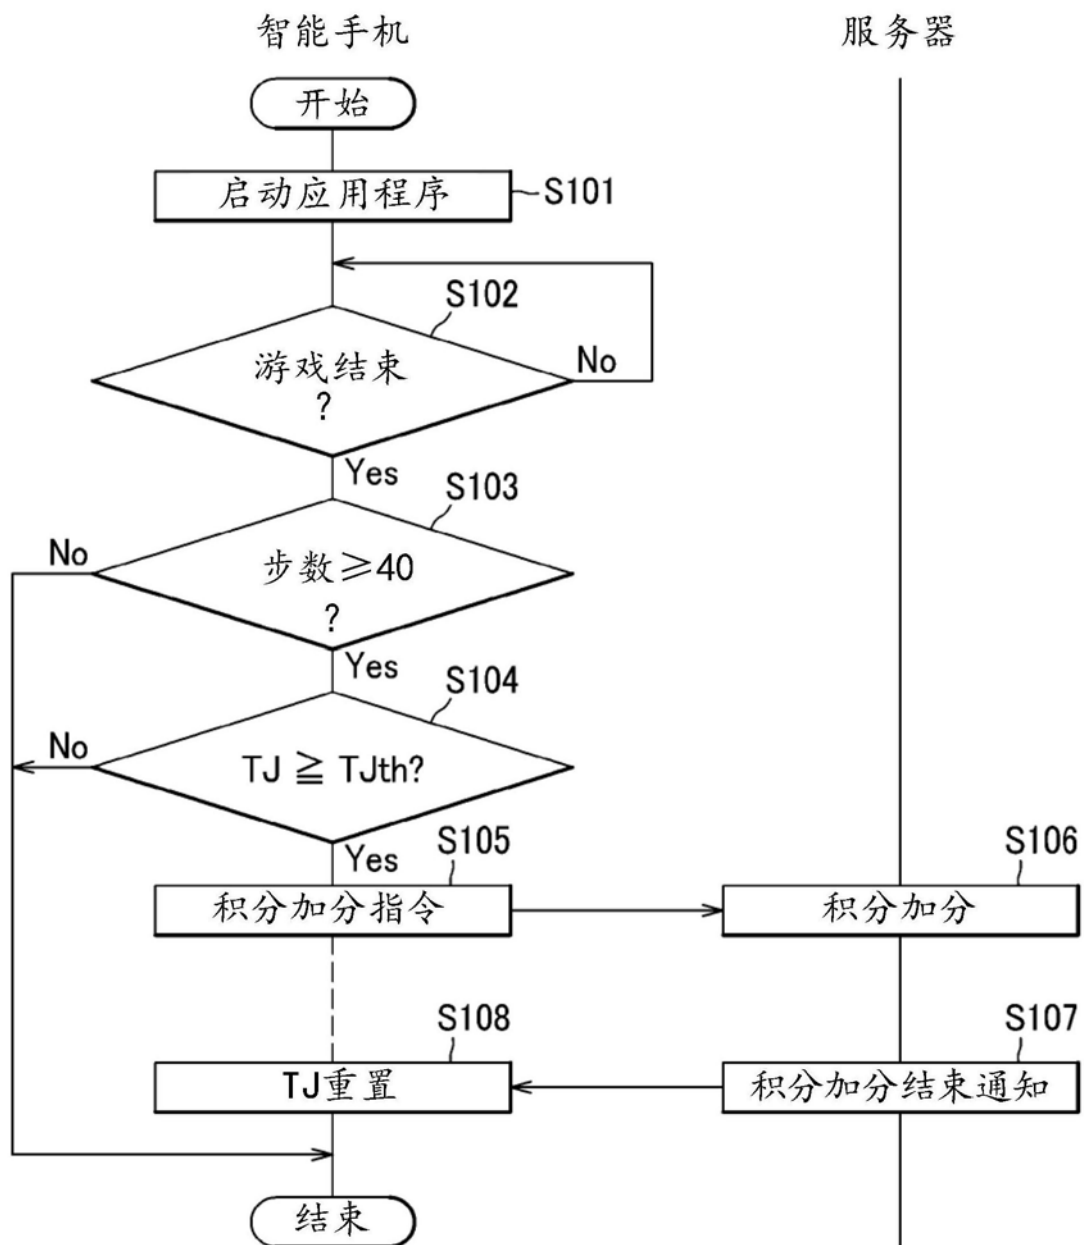 智能手机
服务器
开始
启动应用程序
S101
S102
游戏结束
?
No
Yes
S103
No
步数≥40
?
Yes
S104
No
TJ ≧ TJth?
Yes
S105
S106
积分加分指令
积分加分
S108
S107
TJ重置
积分加分结束通知
结束